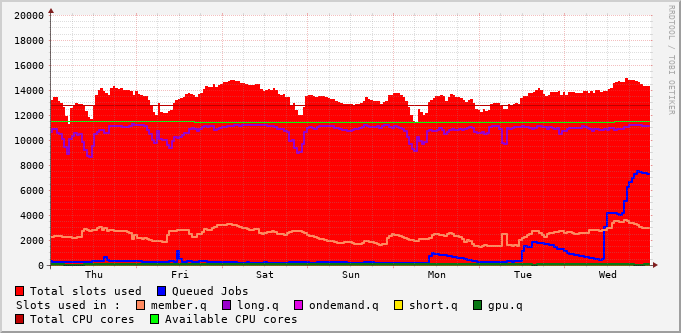 20000
18000
16000
14000
12000
10000
8000
6000
4000
2000
0
Thu Fri Sat Sun Mon Tue Wed
RRDTOOL / TOBI OETIKER
Total slots used Queued Jobs
Slots used in : member.q long.q ondemand.q short.q gpu.q
Total CPU cores Available CPU cores